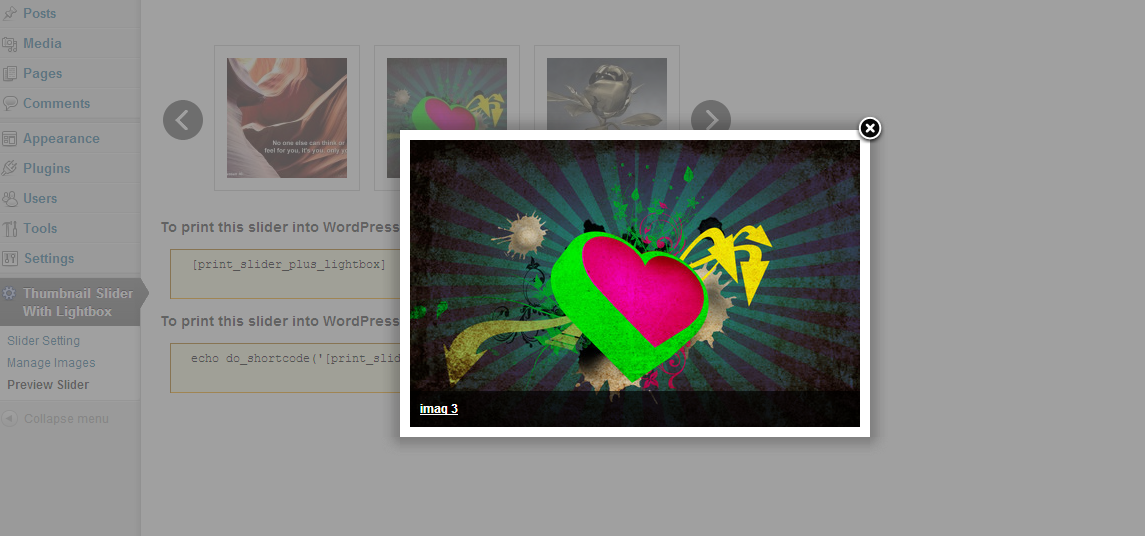 Posts
Media
Pages
Comments
Appearance
Plugins
Users
Tools
Settings
Thumbnail Slider
With Lightbox
Slider Setting
Manage Images
Preview Slider
Collapse menu
No one else can think or
feel for you, it's you, only y
To print this slider into WordPress
[print_slider_plus_lightbox]
To print this slider into WordPress
echo do_shortcode('[print_slid
imag 3